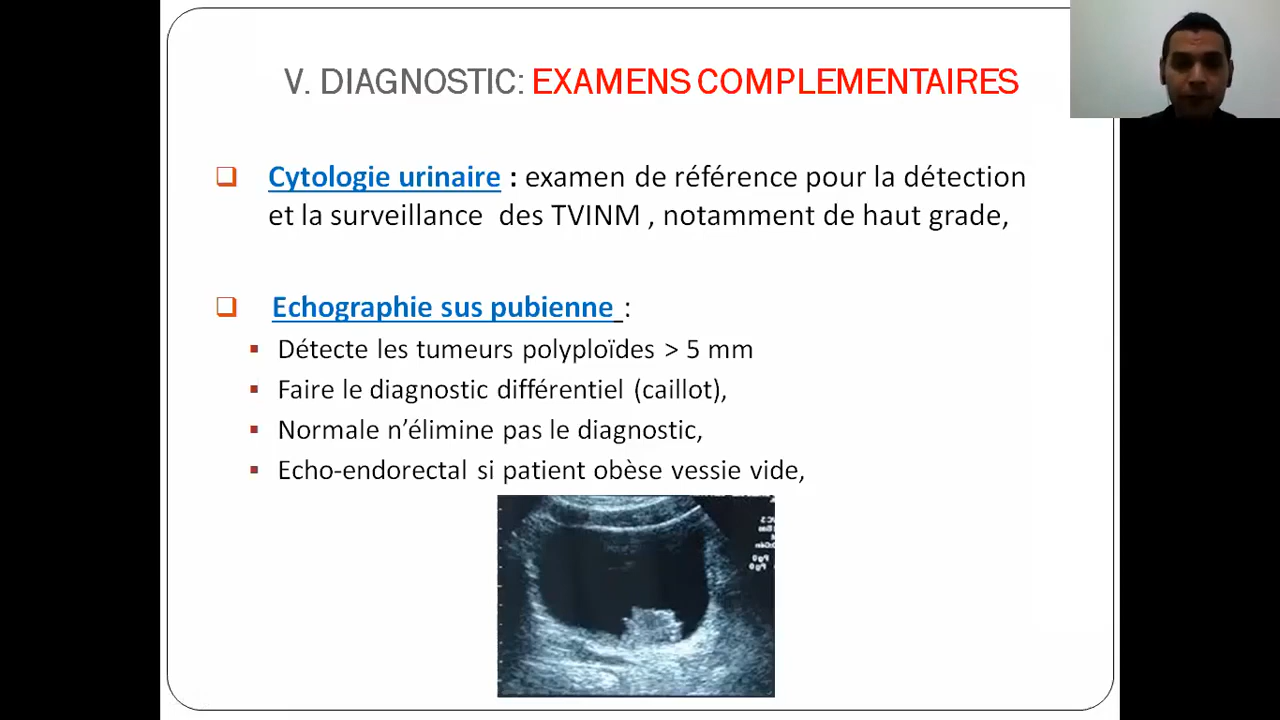 V. DIAGNOSTIC: EXAMENS COMPLEMENTAIRES
Cytologie urinaire : examen de référence pour la détection
et la surveillance des TVINM , notamment de haut grade,
Echographie sus pubienne :
Détecte les tumeurs polyploïdes > 5 mm
Faire le diagnostic différentiel (caillot),
Normale n’élimine pas le diagnostic,
Echo-endorectal si patient obèse vessie vide,